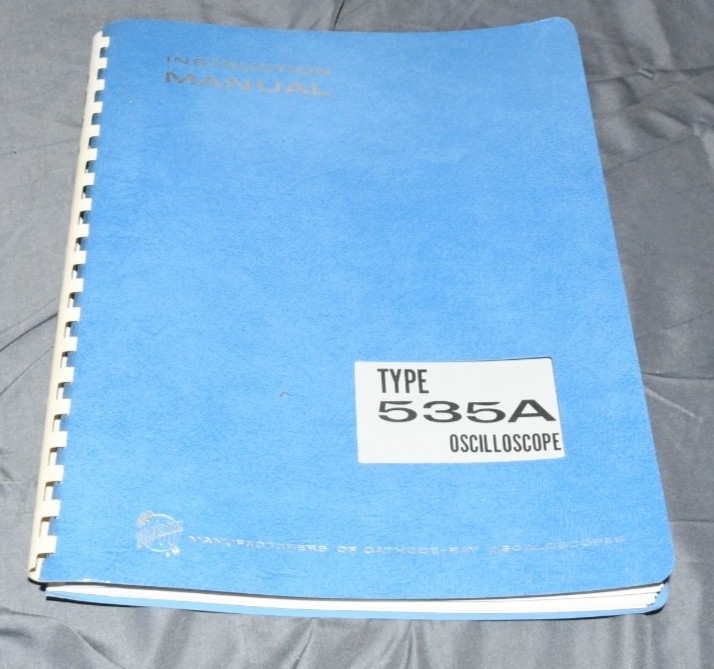 INSTRUCTION
MANUAL
TYPE
535A
OSCILLOSCOPE
MANUFACTURERS OF CATHODE-RAY OSCILLOSCOPES